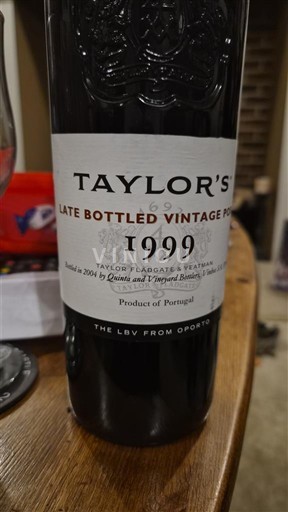 TAYLOR'S
LATE BOTTLED VINTAGE
1999
TAYLOR FLADGATE & YEATMAN
Bottled in 2004 by Quinta and Vineyard Bottlers,
Product of Portugal
THE LBV FROM OPORTO